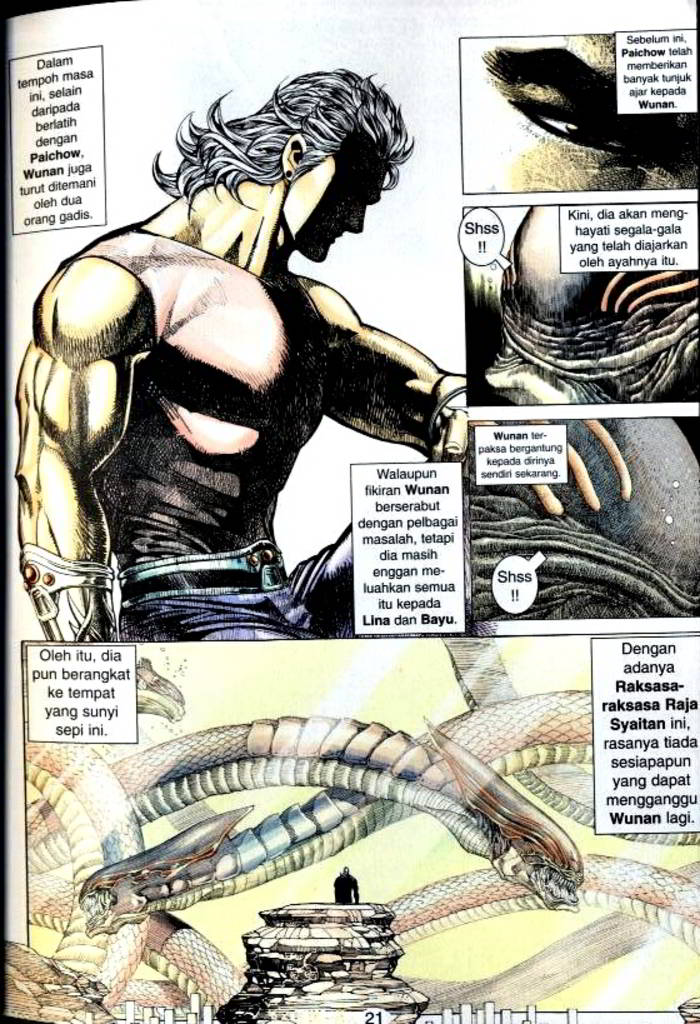 Dalam
tempoh masa
ini, selain
daripada
berlatih
dengan
Paichow,
Wunan juga
turut ditemani
oleh dua
orang gadis.
Sebelum ini,
Paichow telah
memberikan
banyak tunjuk
ajar kepada
Wunan.
Shss
!!
Kini, dia akan meng-
hayati segala-gala
yang telah diajarkan
oleh ayahnya itu.
Wunan ter-
paksa bergantung
kepada dirinya
sendiri sekarang.
Shss
!!
Walaupun
fikiran Wunan
berserabut
dengan pelbagai
masalah, tetapi
dia masih
enggan me-
luahkan semua
itu kepada
Lina dan Bayu.
Oleh itu, dia
pun berangkat
ke tempat
yang sunyi
sepi ini.
Dengan
adanya
Raksasa-
raksasa Raja
Syaitan ini,
rasanya tiada
sesiapapun
yang dapat
mengganggu
Wunan lagi.
21